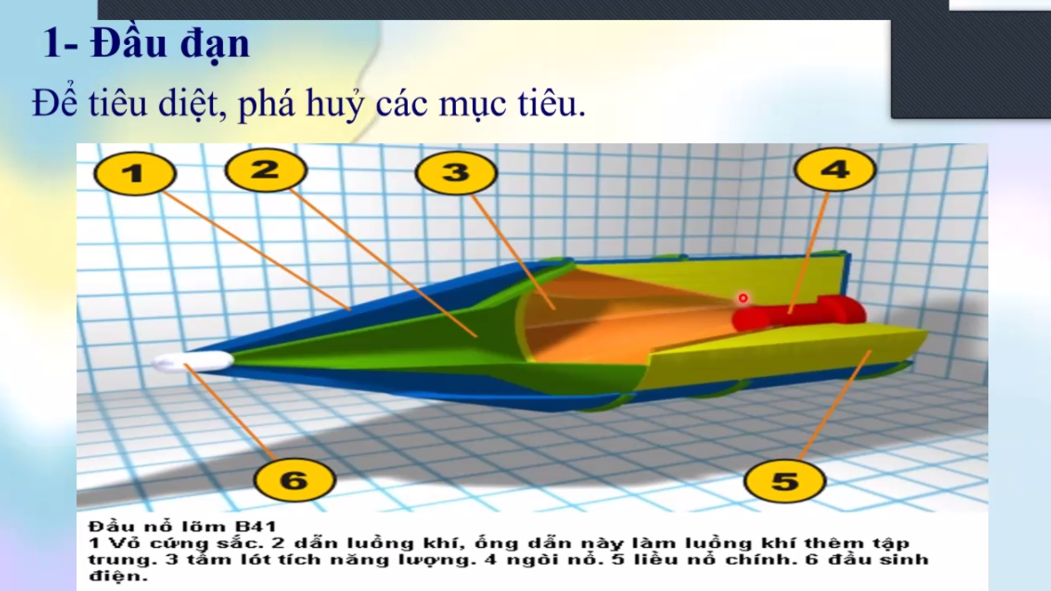 1- Đầu đạn
Để tiêu diệt, phá huỷ các mục tiêu.
1
2
3
4
6
5
Đầu nổ lõm B41
1 Vỏ cứng sắc. 2 dẫn luồng khí, ống dẫn này làm luồng khí thêm tập
trung. 3 tấm lót tích năng lượng. 4 ngòi nổ. 5 liều nổ chính. 6 đầu sinh
điện.